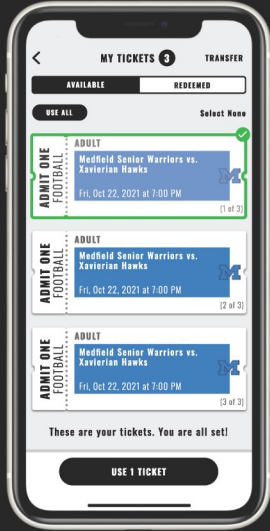 MY TICKETS 3 TRANSFER
AVAILABLE REDEEMED
USE ALL Select None
ADMIT ONE
FOOTBALL
ADULT
Medfield Senior Warriors vs.
Xavierian Hawks
M
Fri, Oct 22, 2021 at 7:00 PM
(1 of 3)
ADMIT ONE
FOOTBALL
ADULT
Medfield Senior Warriors vs.
Xavierian Hawks
M
Fri, Oct 22, 2021 at 7:00 PM
(2 of 3)
ADMIT ONE
FOOTBALL
ADULT
Medfield Senior Warriors vs.
Xavierian Hawks
M
Fri, Oct 22, 2021 at 7:00 PM
(3 of 3)
These are your tickets. You are all set!
USE 1 TICKET